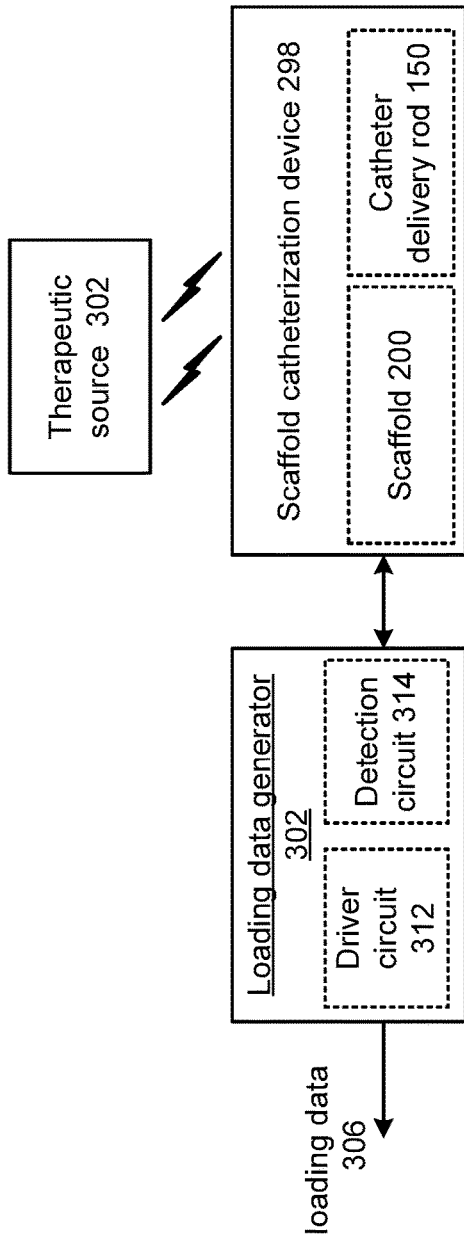 Therapeutic
source 302
Scaffold catheterization device 298
Scaffold 200
Catheter
delivery rod 150
Loading data generator
302
Driver
circuit
312
Detection
circuit 314
loading data
306